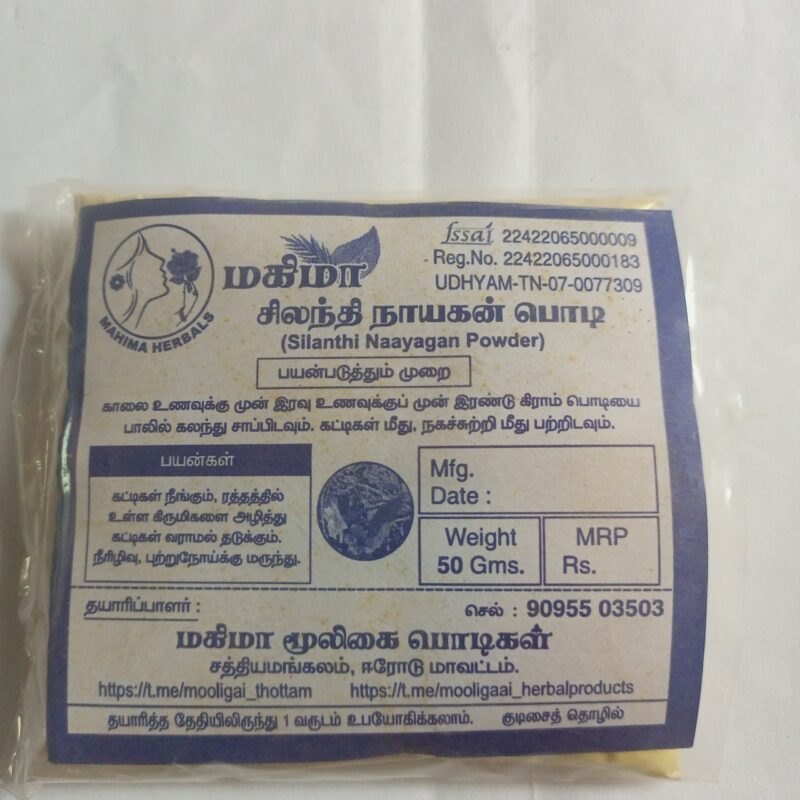 fssai 22422065000009
Reg.No. 22422065000183
UDHYAM-TN-07-0077309
MAHIMA HERBALS
மகிமா
சிலந்தி நாயகன் பொடி
(Silanthi Naayagan Powder)
பயன்படுத்தும் முறை
காலை உணவுக்கு முன் இரவு உணவுக்குப் முன் இரண்டு கிராம் பொடியை
பாலில் கலந்து சாப்பிடவும். கட்டிகள் மீது, நகச்சுற்றி மீது பற்றிடவும்.
பயன்கள்
கட்டிகள் நீங்கும், ரத்தத்தில்
உள்ள கிருமிகளை அழித்து
கட்டிகள் வராமல் தடுக்கும்.
நீரிழிவு, புற்றுநோய்க்கு மருந்து.
Mfg.
Date :
Weight
50 Gms.
MRP
Rs.
தயாரிப்பாளர் :
செல் : 90955 03503
மகிமா மூலிகை பொடிகள்
சத்தியமங்கலம், ஈரோடு மாவட்டம்.
https://t.me/mooligai_thottam https://t.me/mooligaai_herbalproducts
தயாரித்த தேதியிலிருந்து 1 வருடம் உபயோகிக்கலாம். குடிசைத் தொழில்